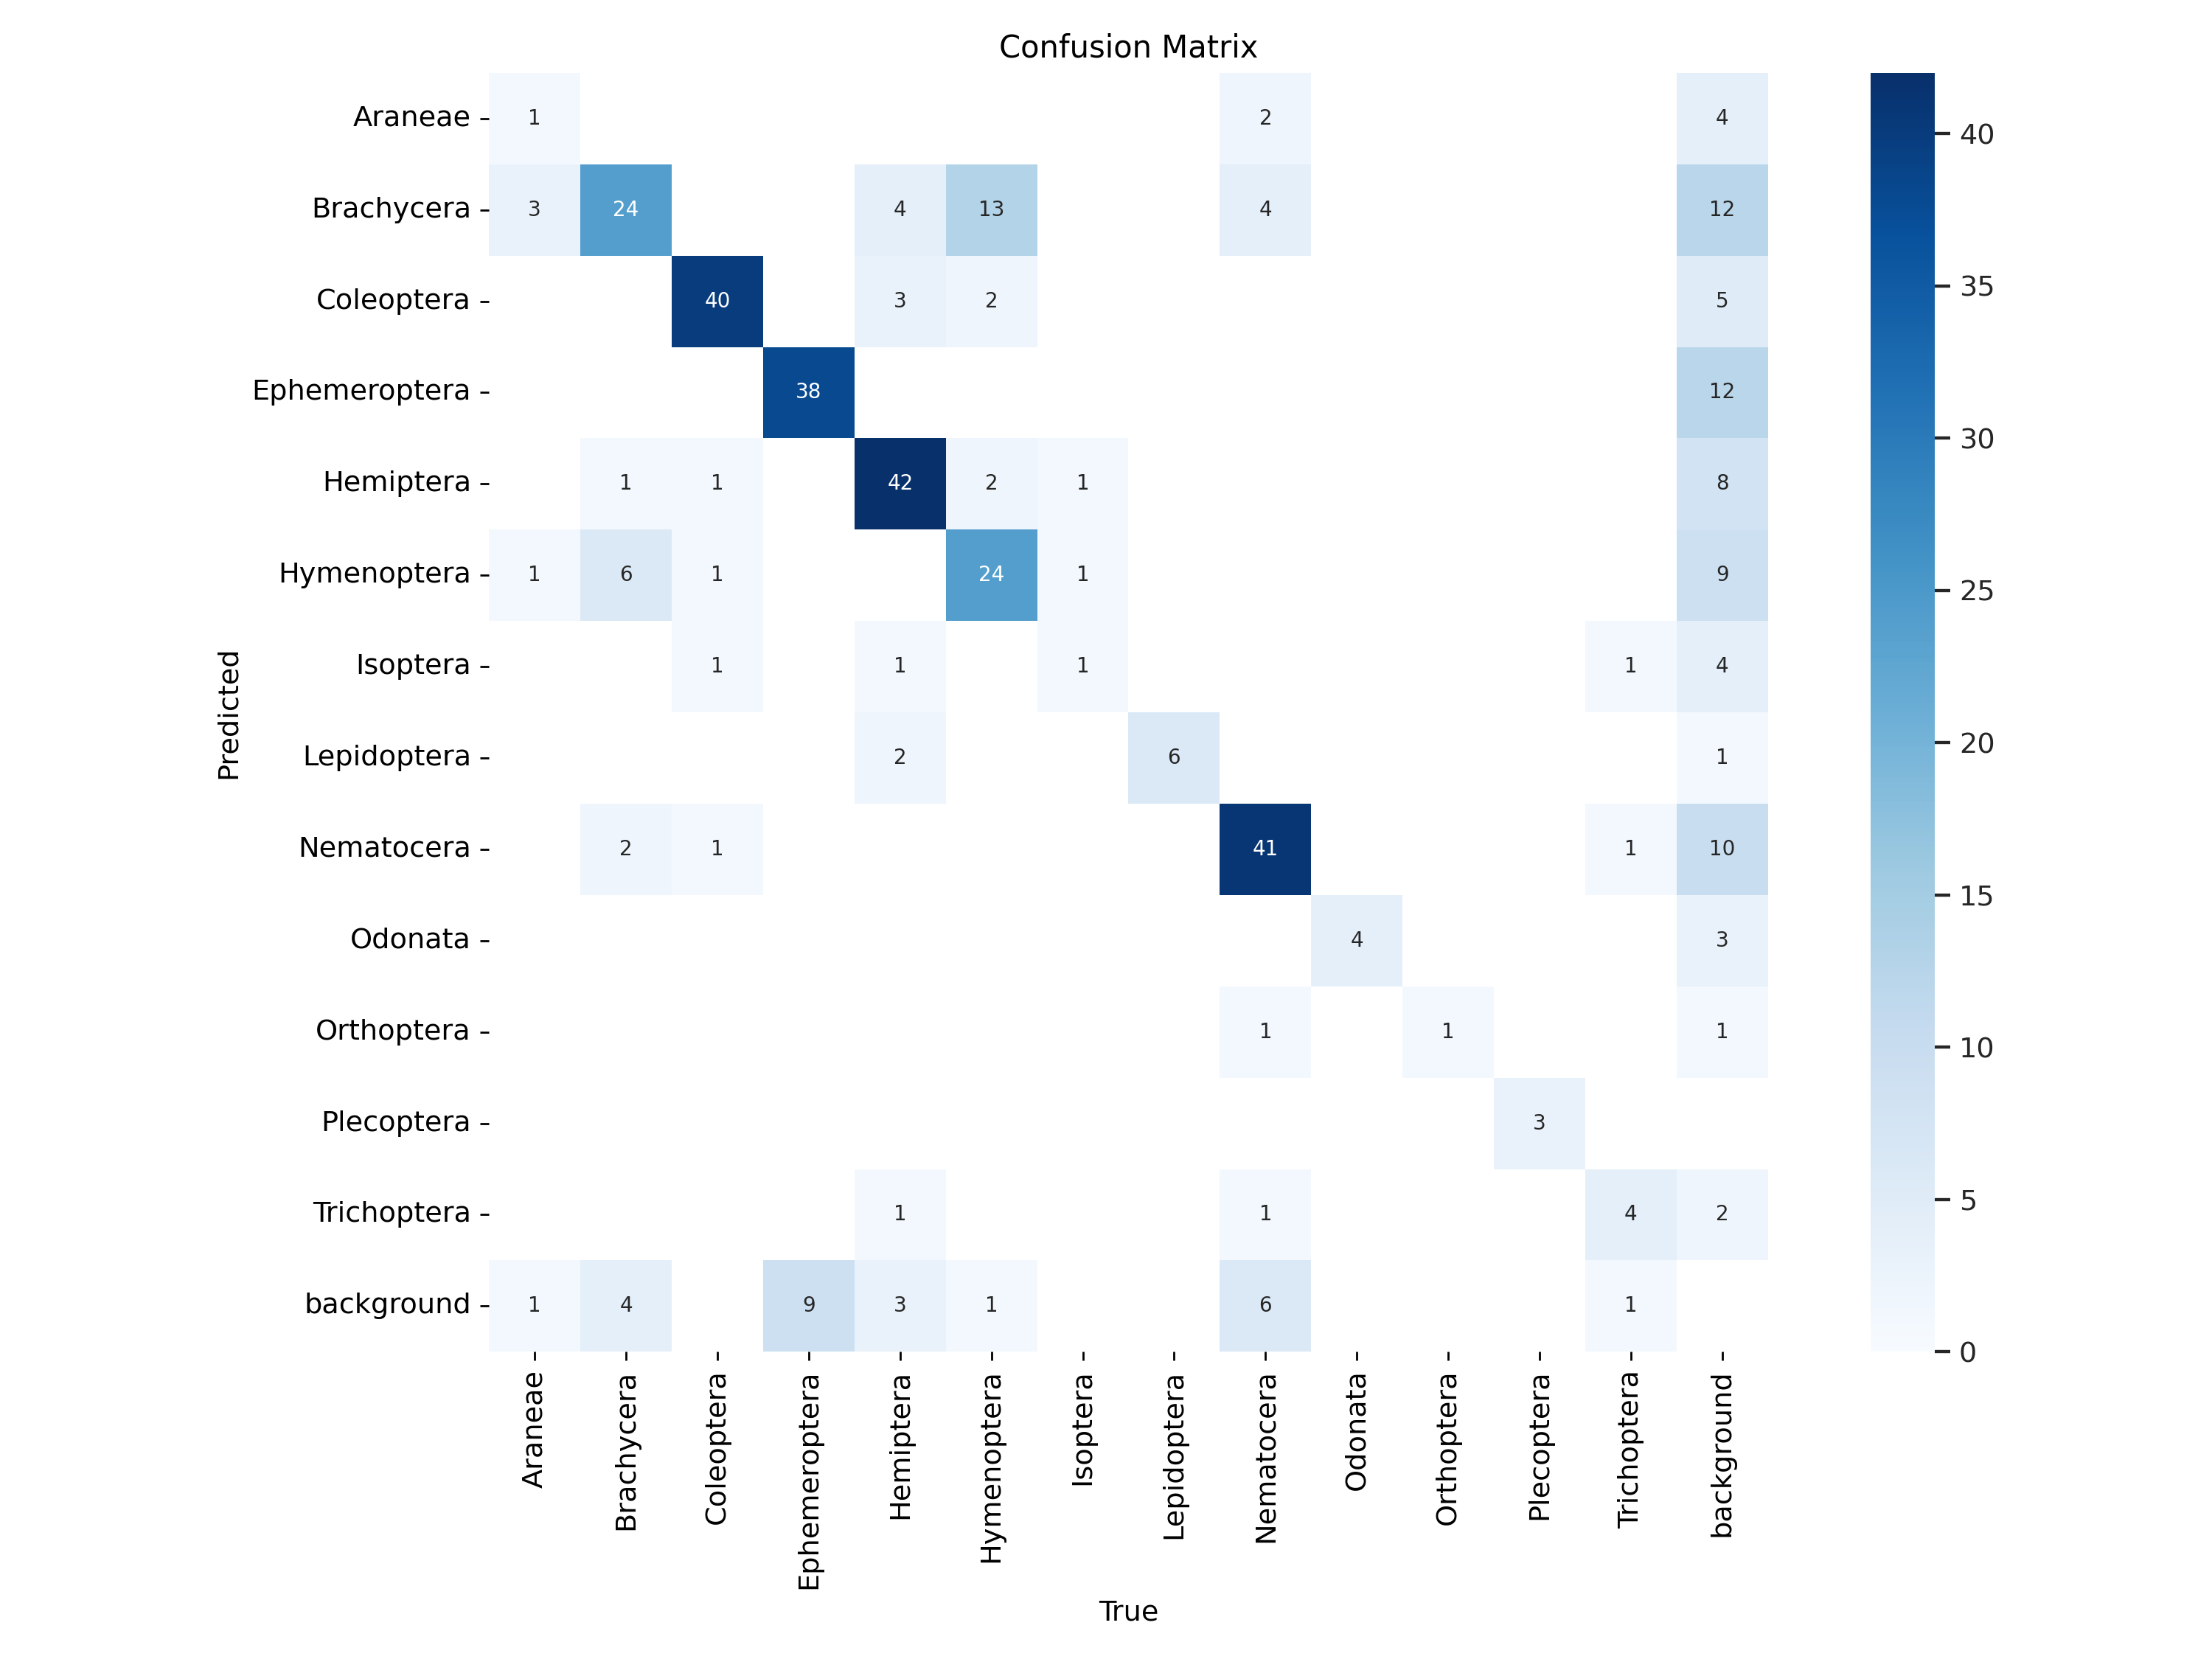 Confusion Matrix
Araneae 1 2 4
Brachycera 3 24 4 13 4 12
Coleoptera 40 3 2 5
Ephemeroptera 38 12
Hemiptera 1 1 42 2 1 8
Hymenoptera 1 6 1 24 1 9
Isoptera 1 1 1 1 4
Lepidoptera 2 6 1
Nematocera 2 1 41 1 10
Odonata 4 3
Orthoptera 1 1 1
Plecoptera 3
Trichoptera 1 1 4 2
background 1 4 9 3 1 6 1
Predicted
Araneae
Brachycera
Coleoptera
Ephemeroptera
Hemiptera
Hymenoptera
Isoptera
Lepidoptera
Nematocera
Odonata
Orthoptera
Plecoptera
Trichoptera
background
True
40
35
30
25
20
15
10
5
0